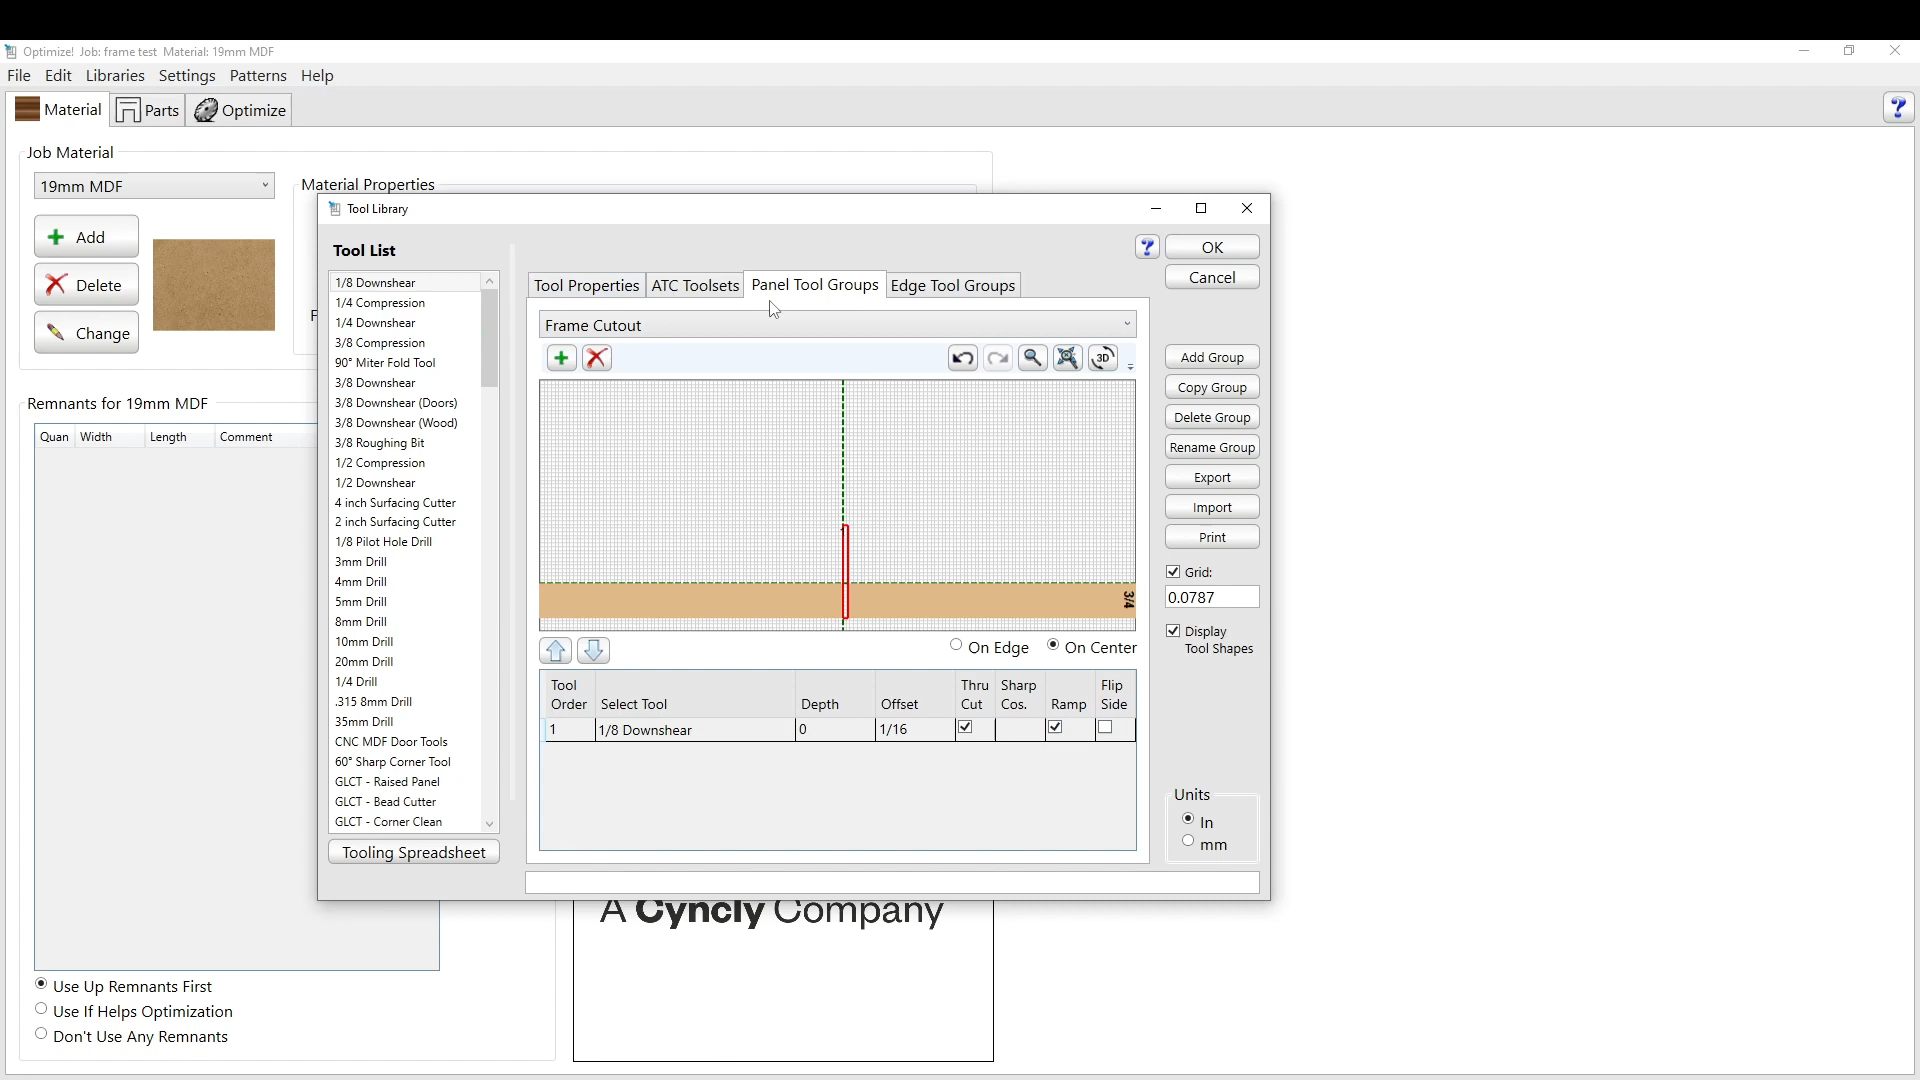 Optimize! Job: frame test Material: 19mm MDF
File Edit Libraries Settings Patterns Help
Material Parts Optimize
?
Job Material
19mm MDF
Material Properties
Add
Delete
Change
F
Remnants for 19mm MDF
Quan Width Length Comment
Use Up Remnants First
Use If Helps Optimization
Don't Use Any Remnants
Tool Library
Tool List
1/8 Downshear
1/4 Compression
1/4 Downshear
3/8 Compression
90° Miter Fold Tool
3/8 Downshear
3/8 Downshear (Doors)
3/8 Downshear (Wood)
3/8 Roughing Bit
1/2 Compression
1/2 Downshear
4 inch Surfacing Cutter
2 inch Surfacing Cutter
1/8 Pilot Hole Drill
3mm Drill
4mm Drill
5mm Drill
8mm Drill
10mm Drill
20mm Drill
1/4 Drill
.315 8mm Drill
35mm Drill
CNC MDF Door Tools
60° Sharp Corner Tool
GLCT - Raised Panel
GLCT - Bead Cutter
GLCT - Corner Clean
Tooling Spreadsheet
Tool Properties ATC Toolsets Panel Tool Groups Edge Tool Groups
Frame Cutout
3D
3/4
On Edge On Center
Tool Order Select Tool Depth Offset Thru Cut Sharp Cos. Ramp Flip Side
1 1/8 Downshear 0 1/16
?
OK
Cancel
Add Group
Copy Group
Delete Group
Rename Group
Export
Import
Print
Grid:
0.0787
Display
Tool Shapes
Units
In
mm
A Cyncly Company